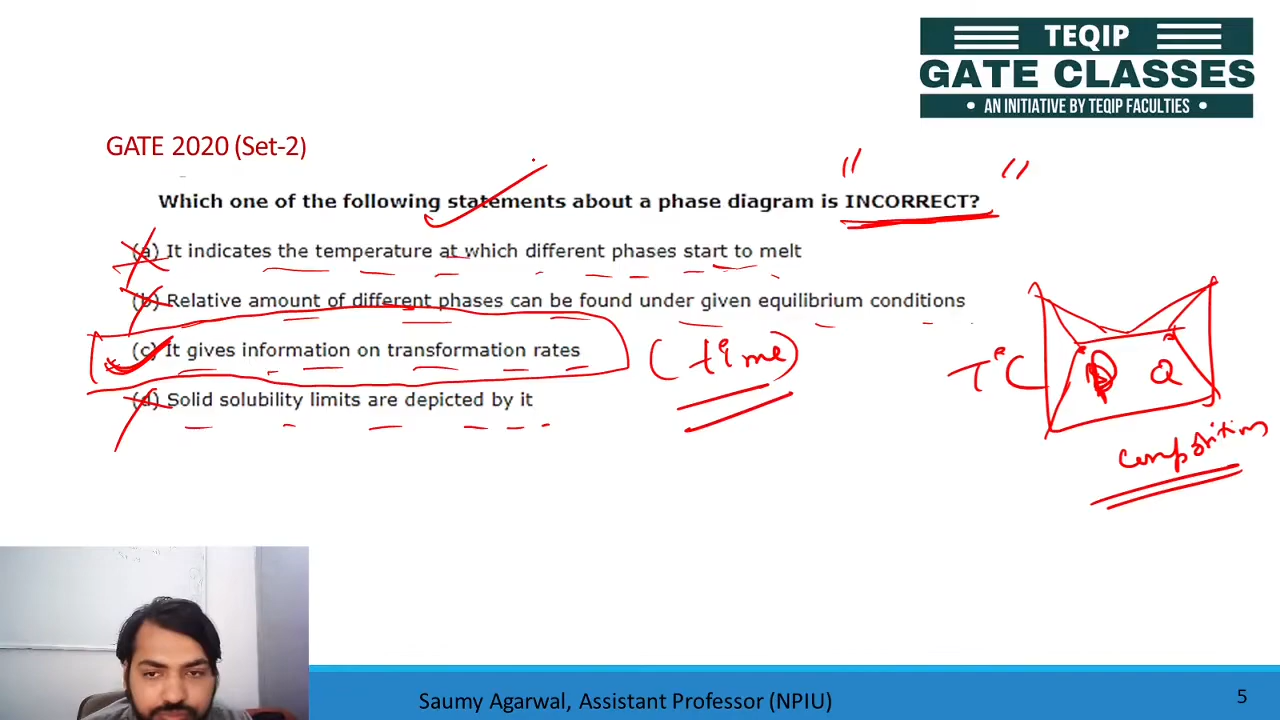 TEQIP
GATE CLASSES
• AN INITIATIVE BY TEQIP FACULTIES •
GATE 2020 (Set-2)
" "
Which one of the following statements about a phase diagram is INCORRECT?
(a) It indicates the temperature at which different phases start to melt
(b) Relative amount of different phases can be found under given equilibrium conditions
(c) It gives information on transformation rates
(time)
(d) Solid solubility limits are depicted by it
T°C
Q
composition
Saumy Agarwal, Assistant Professor (NPIU)
5